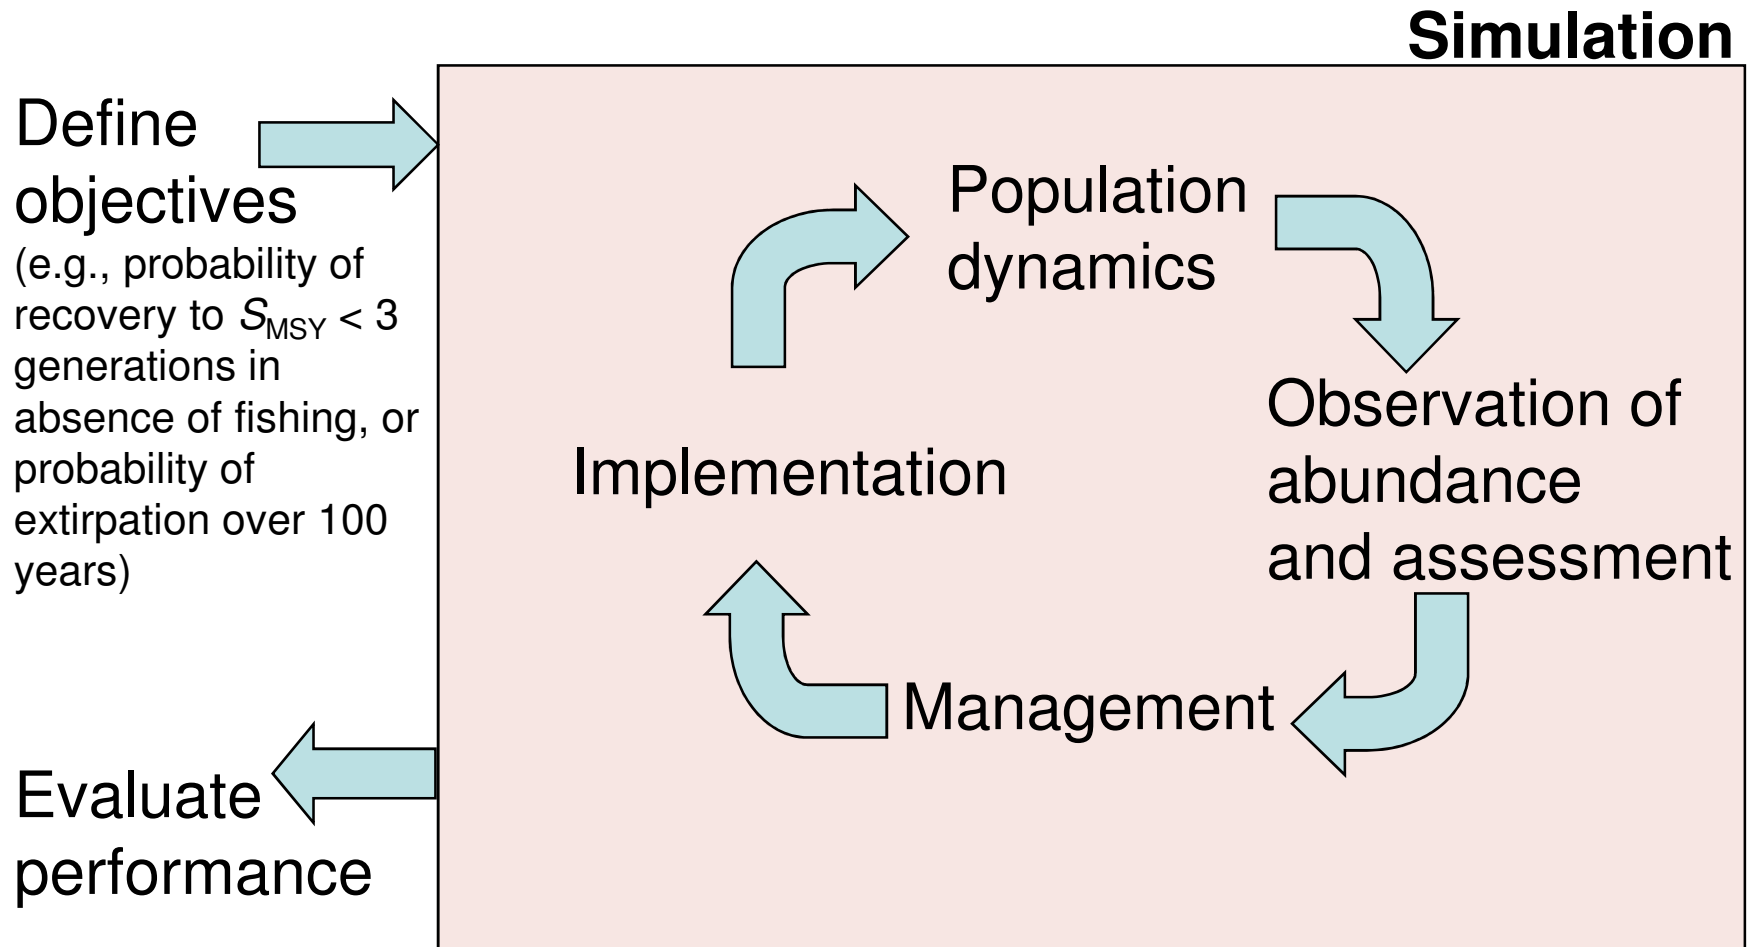 Simulation
Define
objectives
(e.g., probability of
recovery to SMSY < 3
generations in
absence of fishing, or
probability of
extirpation over 100
years)
Population
dynamics
Observation of
abundance
and assessment
Implementation
Management
Evaluate
performance